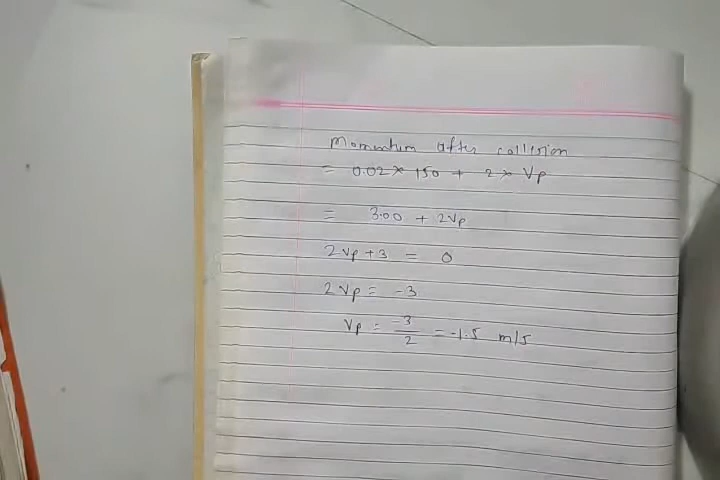 Momentum after collision
= 0.02 × 150 + 2 × Vp
= 3.00 + 2Vp
2Vp + 3 = 0
2Vp = -3
Vp = -3/2 = -1.5 m/s